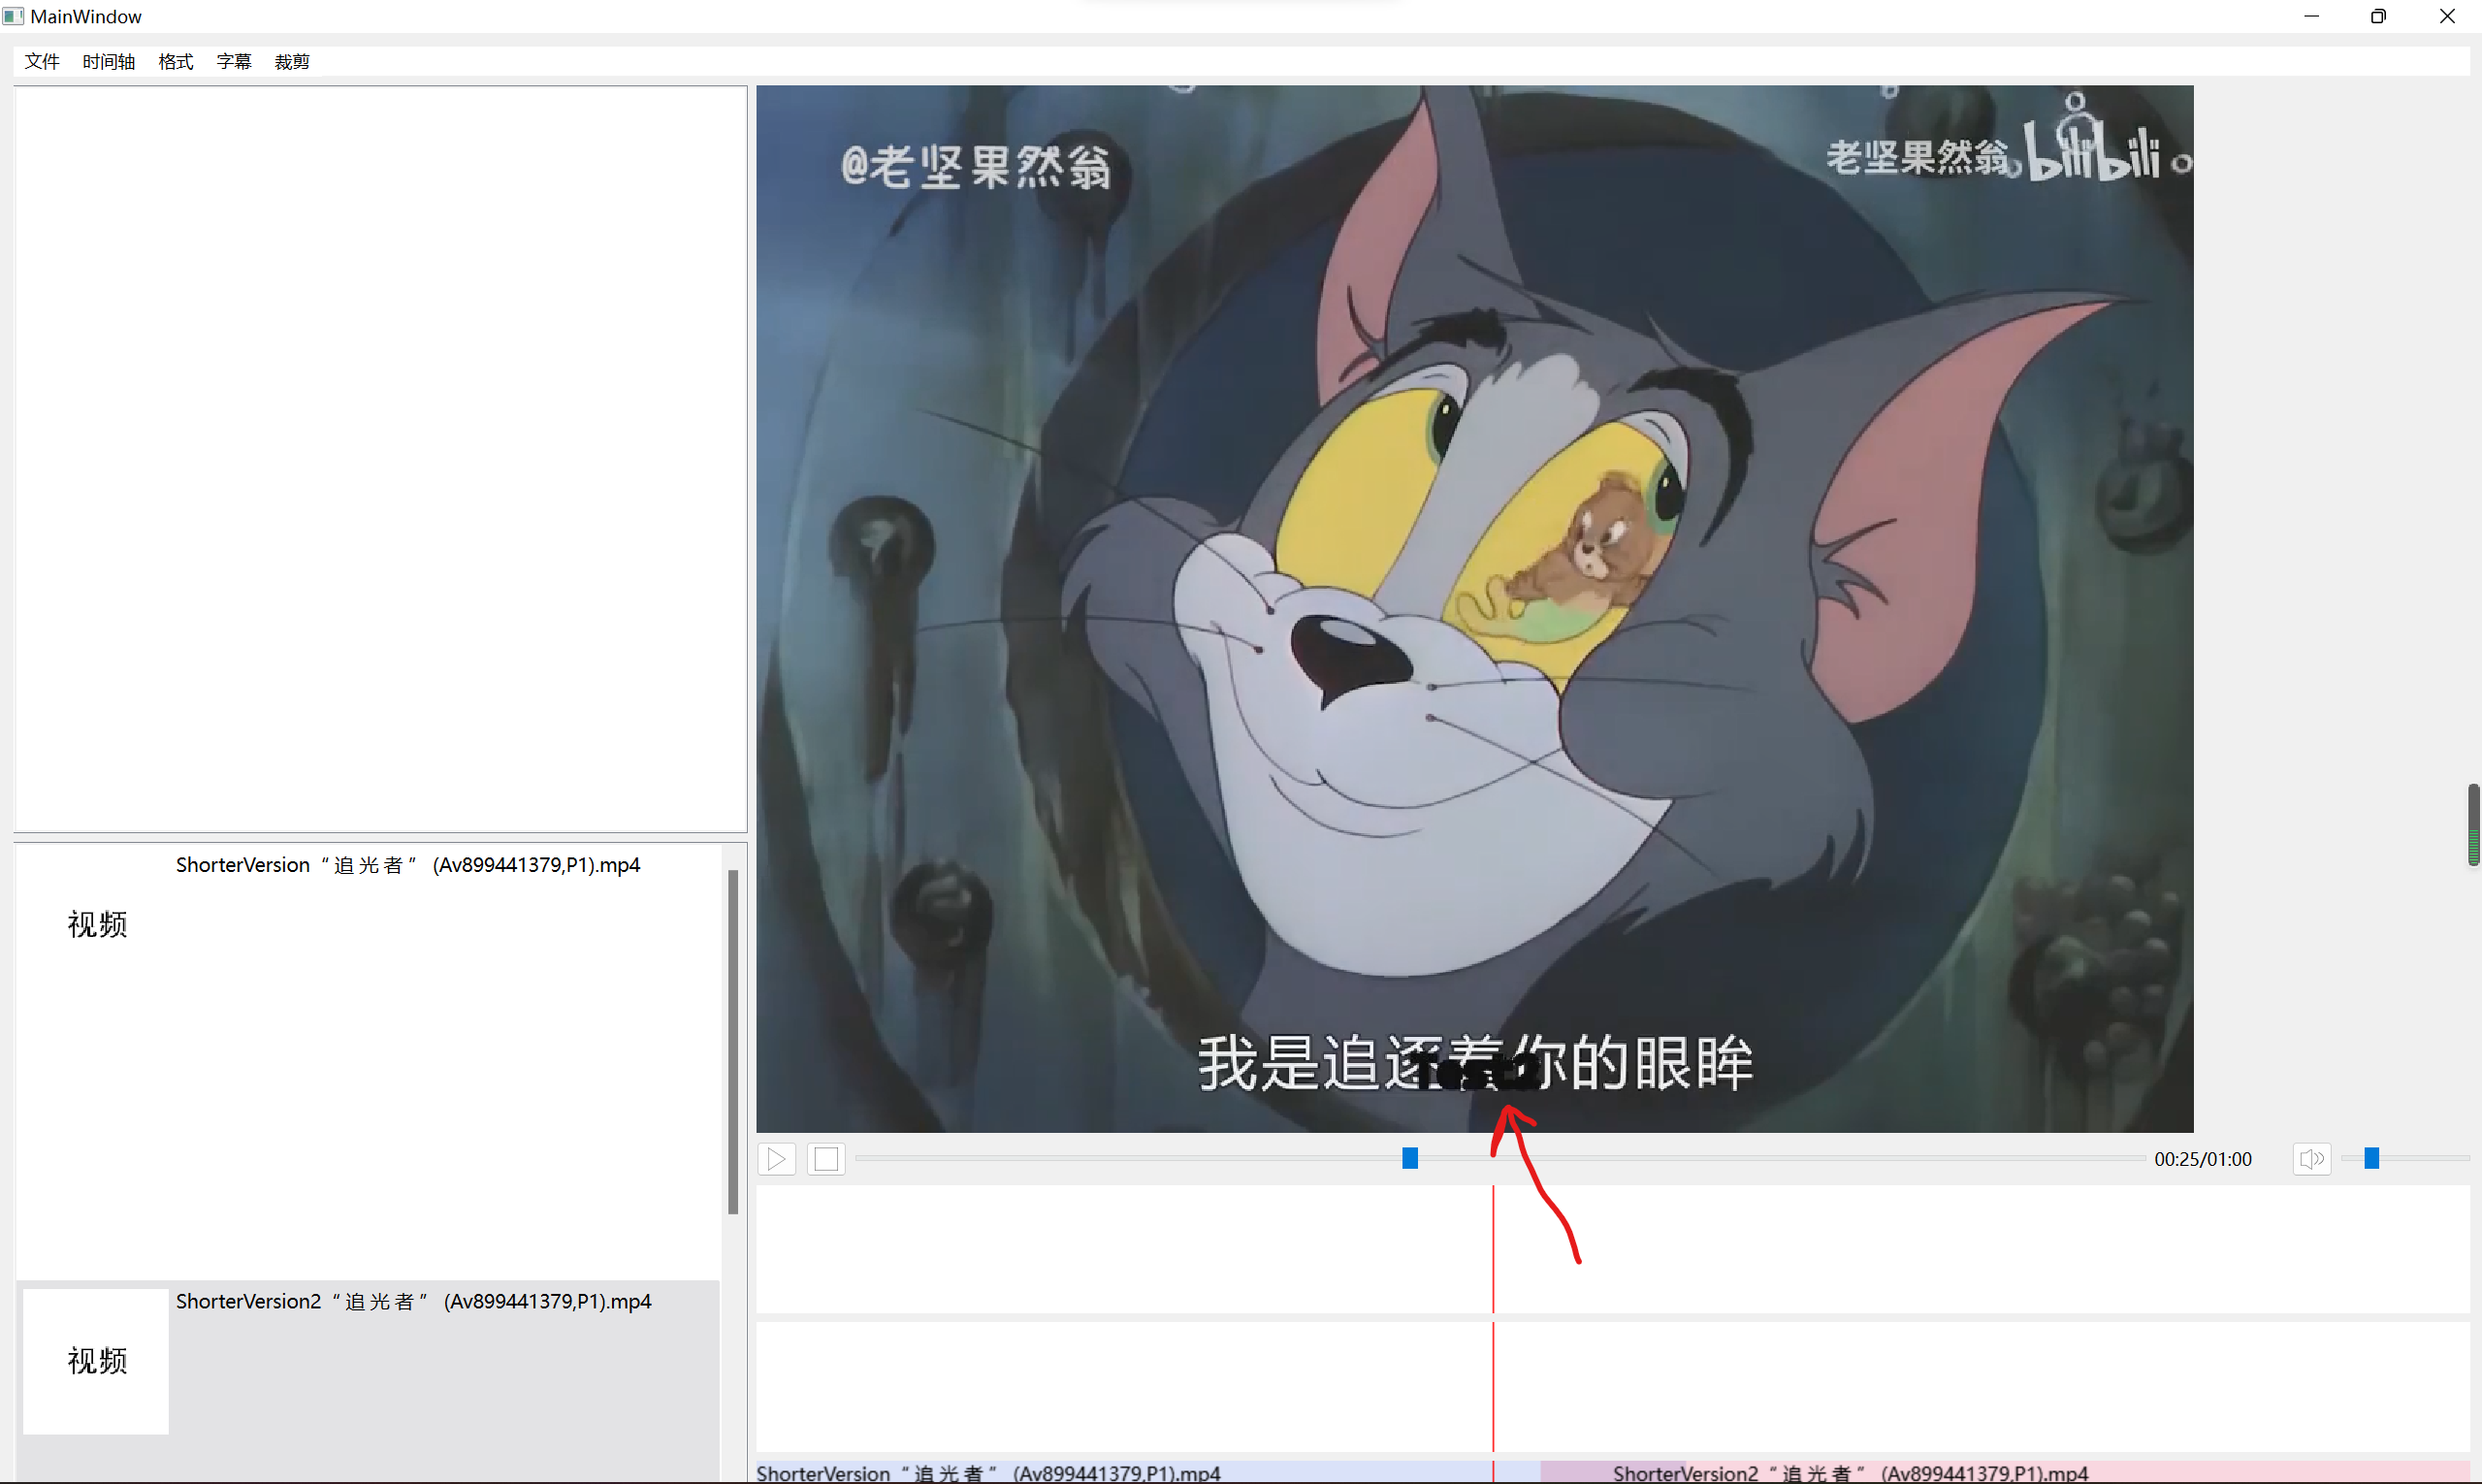 MainWindow
文件 时间轴 格式 字幕 裁剪
@老坚果然翁
老坚果然翁 bilibili
我是追逐着你的眼眸
Test2
00:25/01:00
ShorterVersion“追光者” (Av899441379,P1).mp4
视频
ShorterVersion2“追光者” (Av899441379,P1).mp4
视频
ShorterVersion“追光者” (Av899441379,P1).mp4
ShorterVersion2“追光者” (Av899441379,P1).mp4